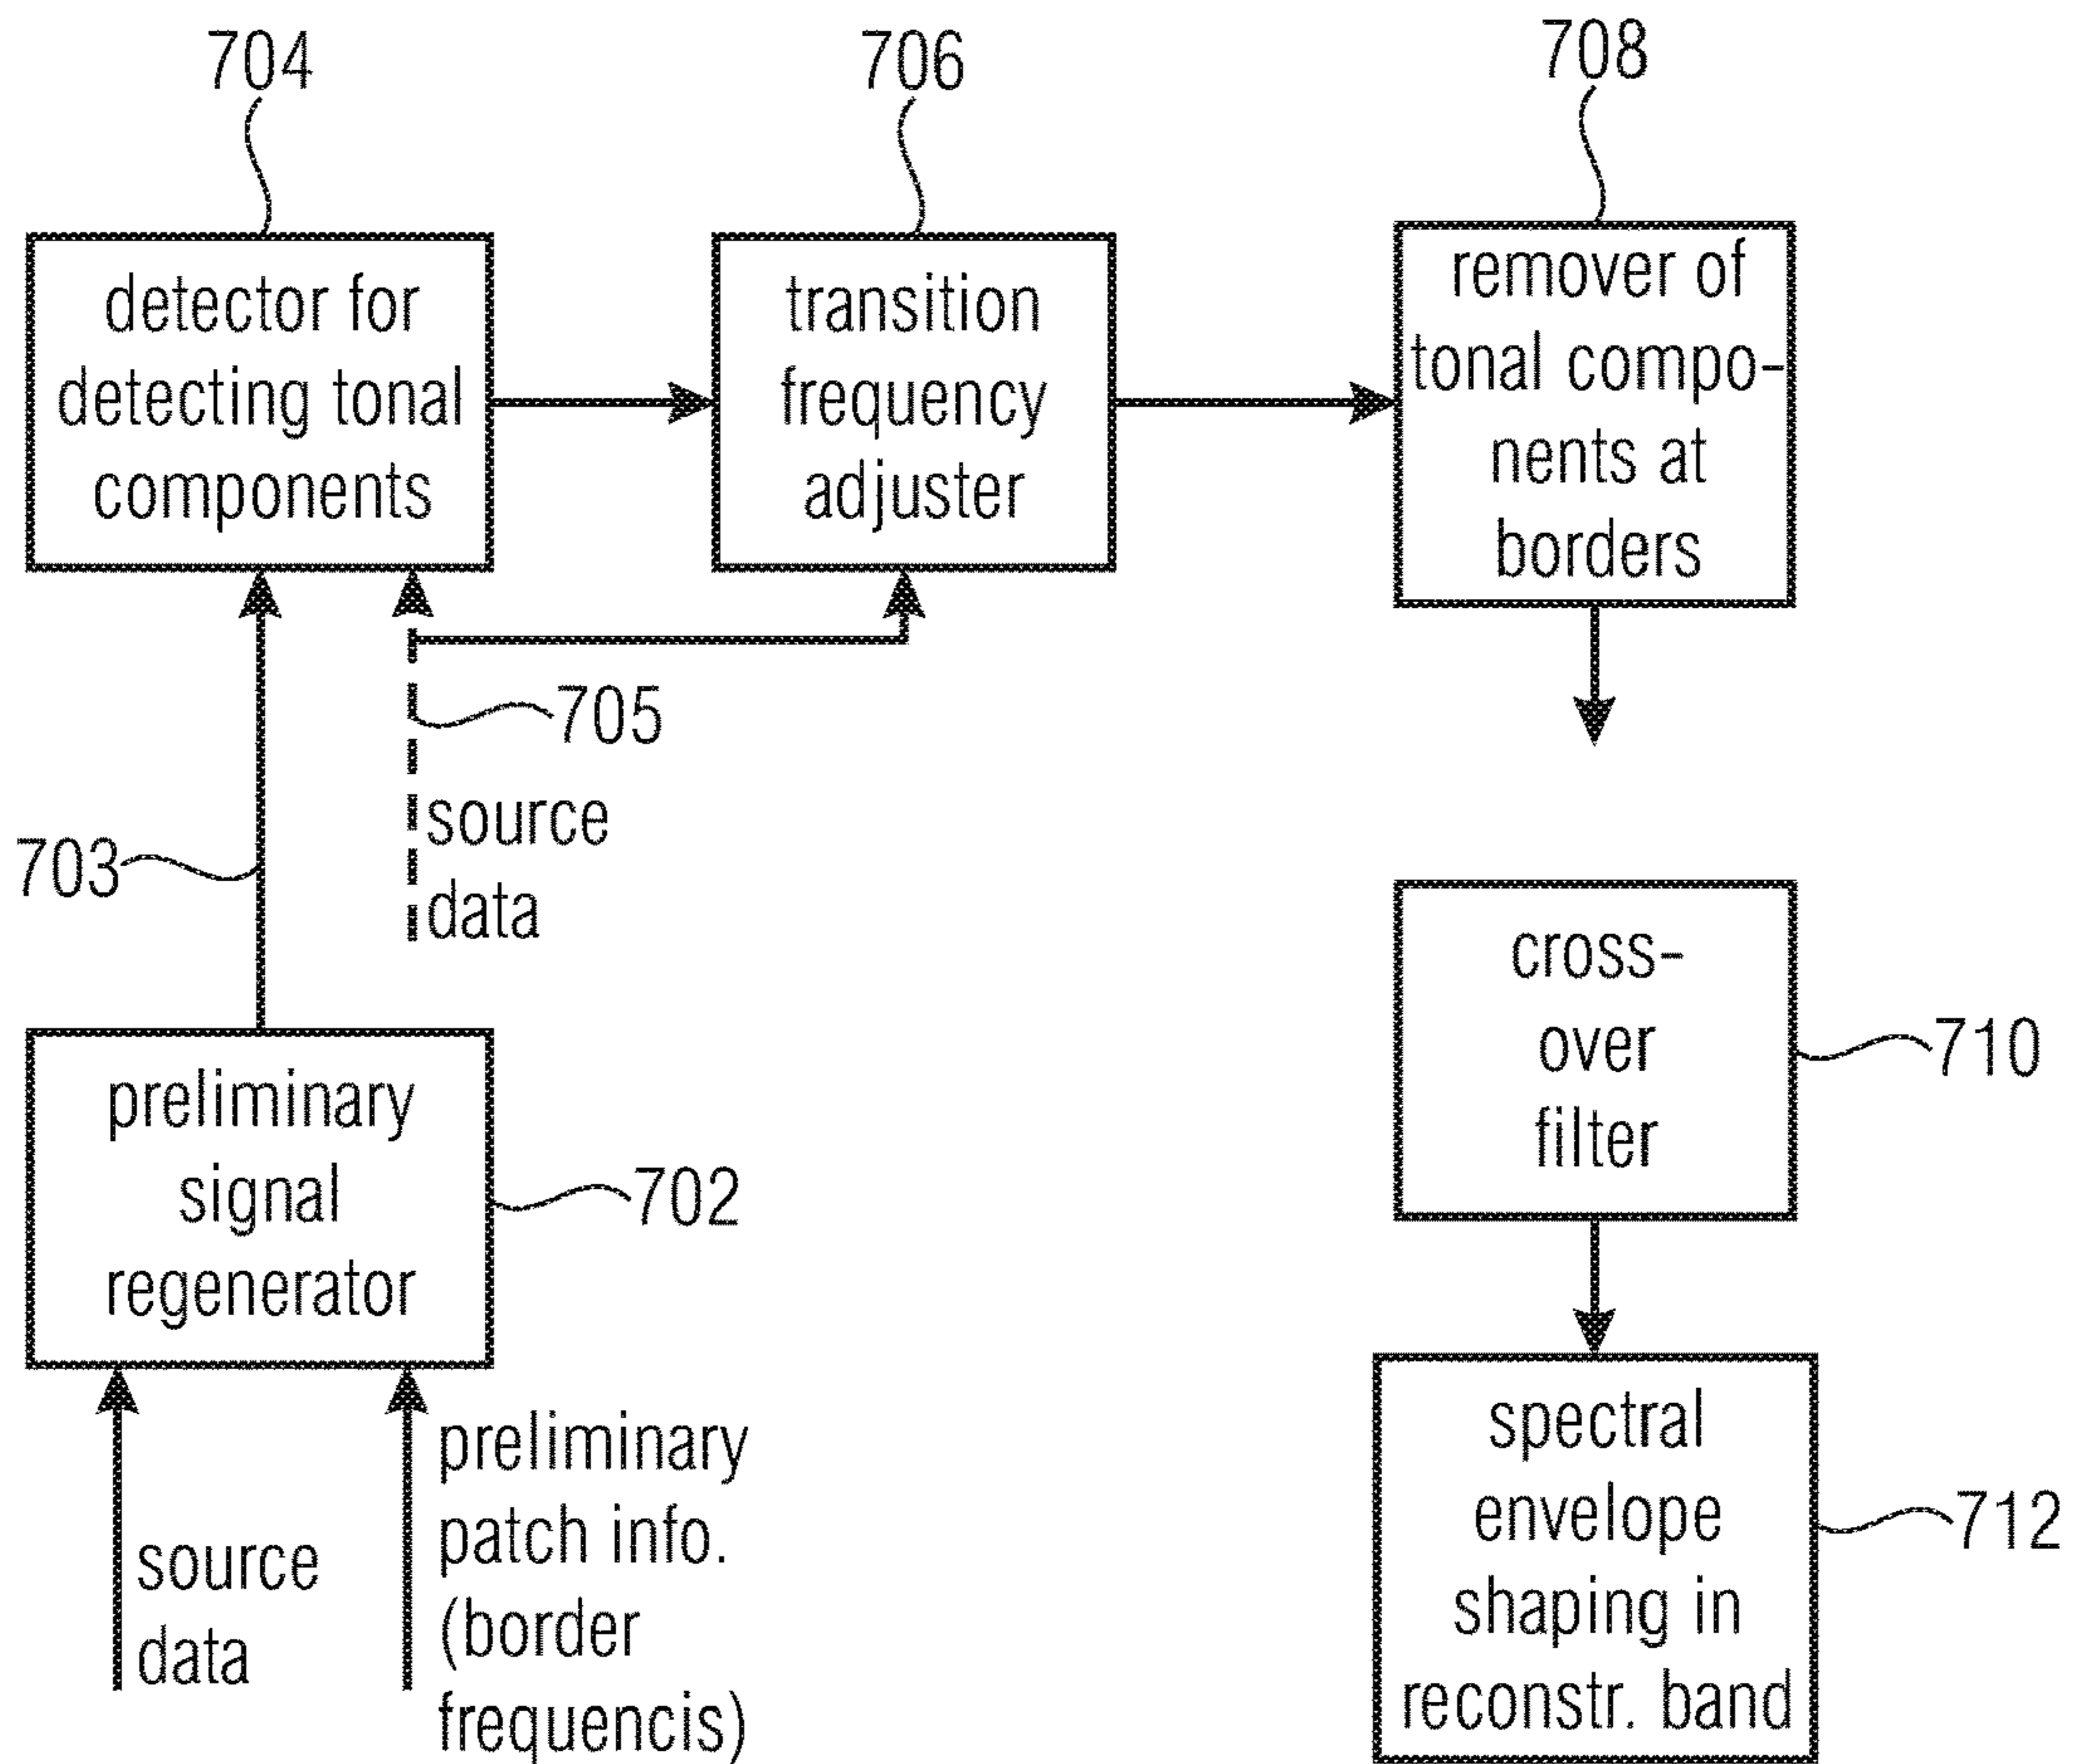 704
706
708
detector for
detecting tonal
components
transition
frequency
adjuster
remover of
tonal compo-
nents at
borders
705
source
data
703
cross-
over
filter
710
preliminary
signal
regenerator
702
source
data
preliminary
patch info.
(border
frequencis)
spectral
envelope
shaping in
reconstr. band
712